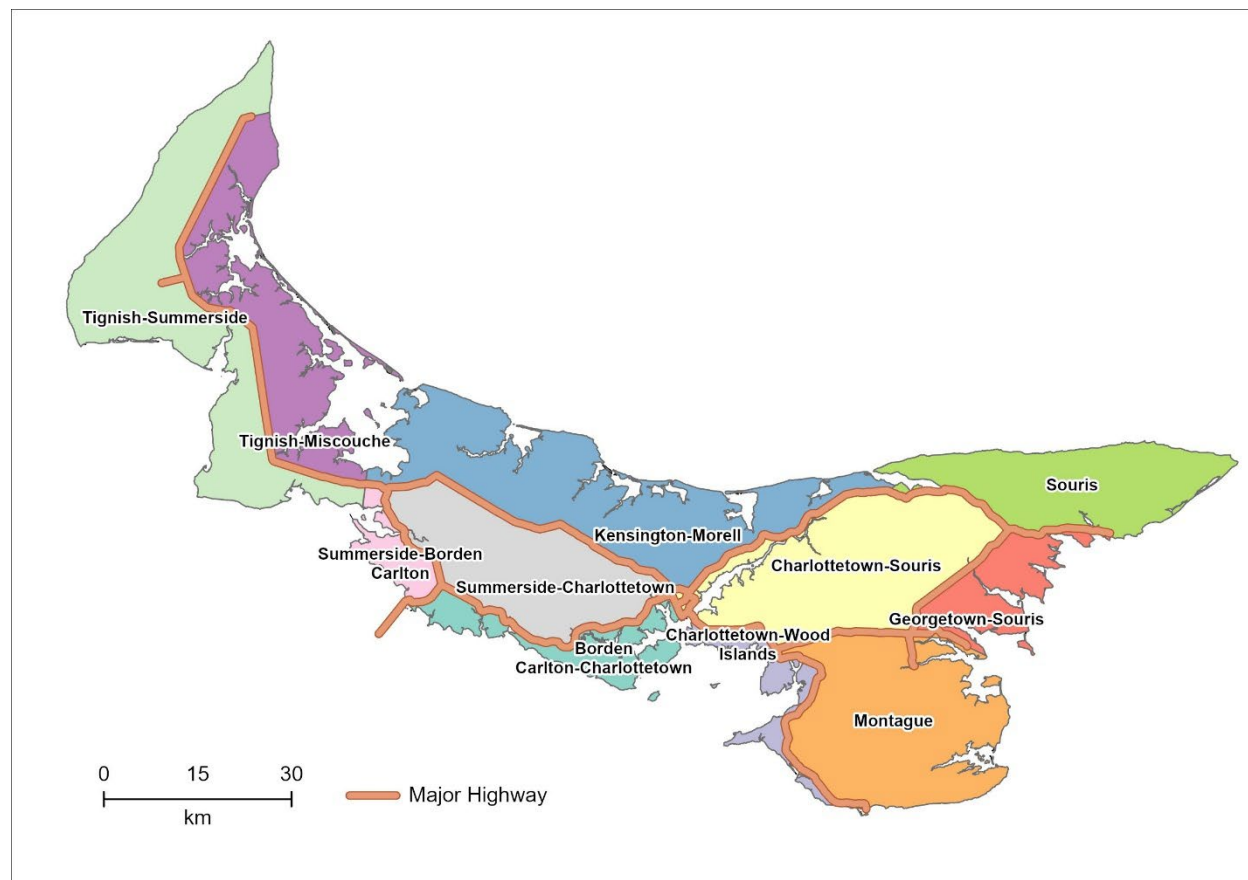 Tignish-Summerside
Tignish-Miscouche
Souris
Kensington-Morell
Summerside-Borden
Carlton
Charlottetown-Souris
Summerside-Charlottetown
Georgetown-Souris
Charlottetown-Wood
Islands
Borden
Carlton-Charlottetown
Montague
0 15 30
km
Major Highway